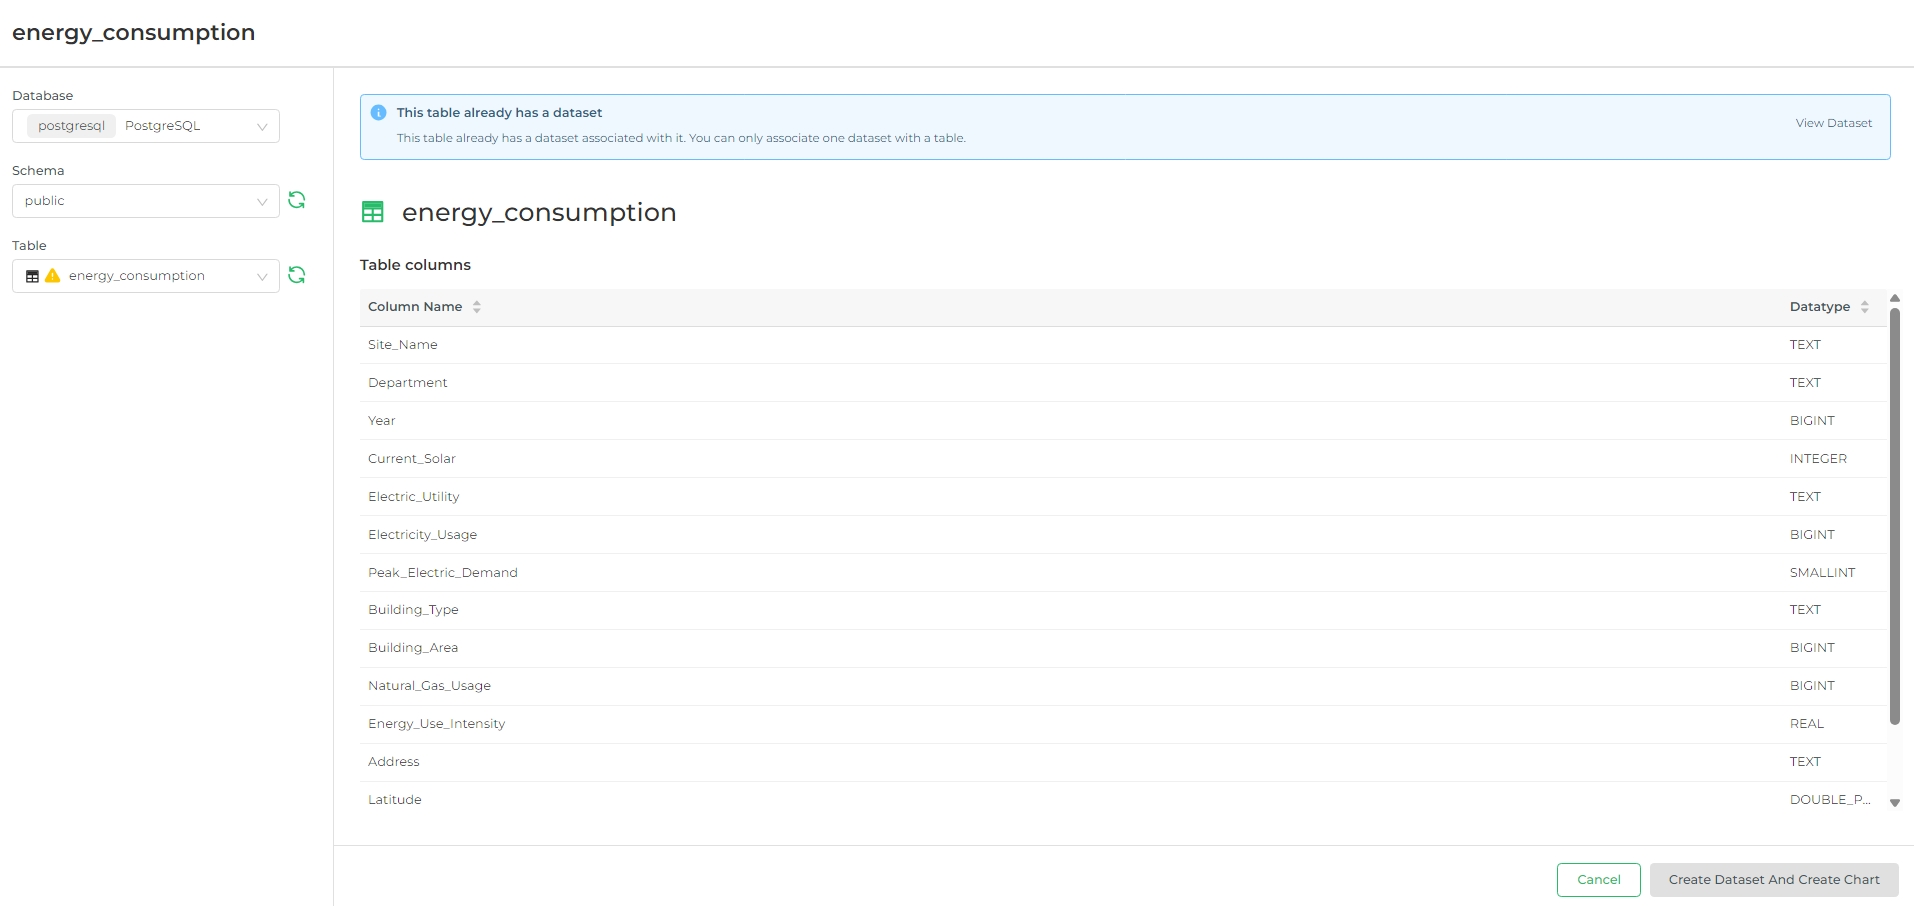 energy_consumption
Database
postgresql PostgreSQL
Schema
public
Table
energy_consumption
This table already has a dataset
This table already has a dataset associated with it. You can only associate one dataset with a table.
View Dataset
energy_consumption
Table columns
Column Name Datatype
Site_Name TEXT
Department TEXT
Year BIGINT
Current_Solar INTEGER
Electric_Utility TEXT
Electricity_Usage BIGINT
Peak_Electric_Demand SMALLINT
Building_Type TEXT
Building_Area BIGINT
Natural_Gas_Usage BIGINT
Energy_Use_Intensity REAL
Address TEXT
Latitude DOUBLE_P...
Cancel Create Dataset And Create Chart